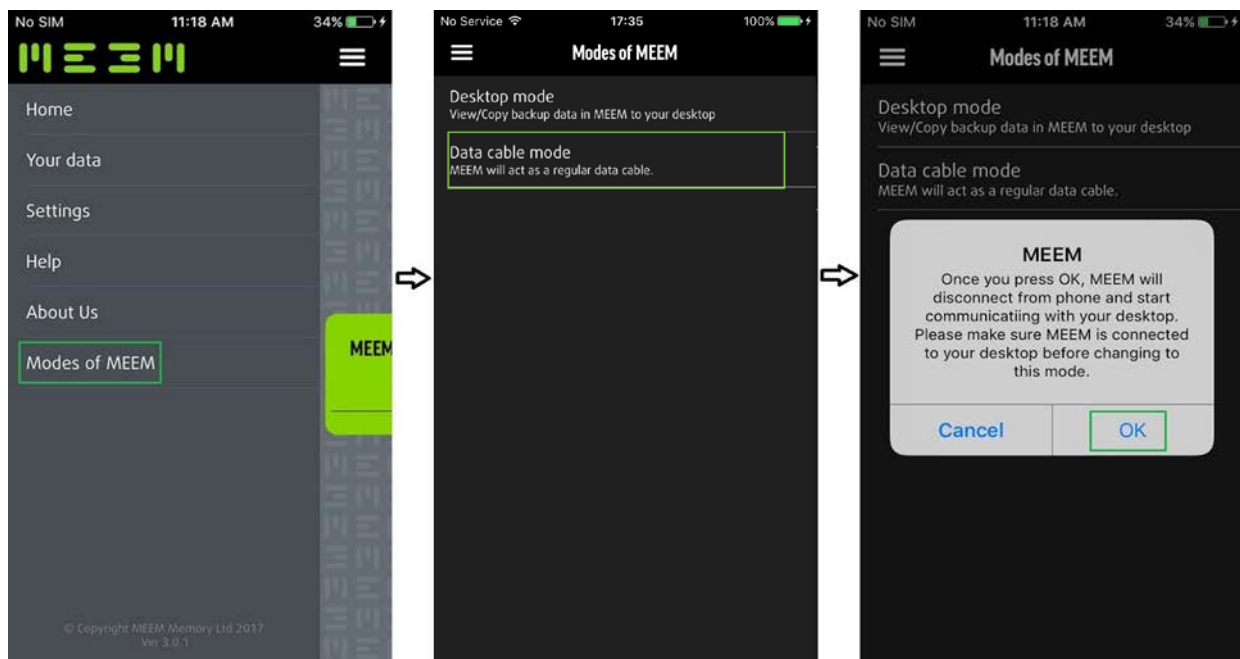 No SIM 11:18 AM 34%
MEEM
Home
Your data
Settings
Help
About Us
Modes of MEEM
MEEM
© Copyright MEEM Memory Ltd 2017
Ver 3.0.1
No Service 17:35 100%
Modes of MEEM
Desktop mode
View/Copy backup data in MEEM to your desktop
Data cable mode
MEEM will act as a regular data cable.
No SIM 11:18 AM 34%
Modes of MEEM
Desktop mode
View/Copy backup data in MEEM to your desktop
Data cable mode
MEEM will act as a regular data cable.
MEEM
Once you press OK, MEEM will
disconnect from phone and start
communicatiing with your desktop.
Please make sure MEEM is connected
to your desktop before changing to
this mode.
Cancel OK